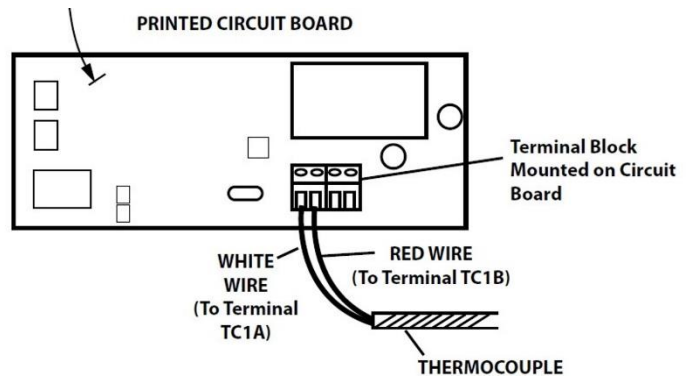 PRINTED CIRCUIT BOARD
Terminal Block
Mounted on Circuit
Board
WHITE
WIRE
(To Terminal
TC1A)
RED WIRE
(To Terminal TC1B)
THERMOCOUPLE